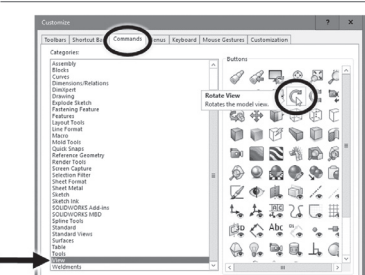 Customize
? ×
Toolbars Shortcut Ba Commands enus Keyboard Mouse Gestures Customization
Categories:
Buttons
Assembly
Blocks
Curves
Dimensions/Relations
DimXpert
Drawing
Explode Sketch
Fastening Feature
Features
Layout Tools
Line Format
Macro
Mold Tools
Quick Snaps
Reference Geometry
Render Tools
Screen Capture
Selection Filter
Sheet Format
Sheet Metal
Sketch
Sketch Ink
SOLIDWORKS Add-ins
SOLIDWORKS MBD
Spline Tools
Standard
Standard Views
Surfaces
Table
Tools
View
Weldments
Rotate View
Rotates the model view.
Abc